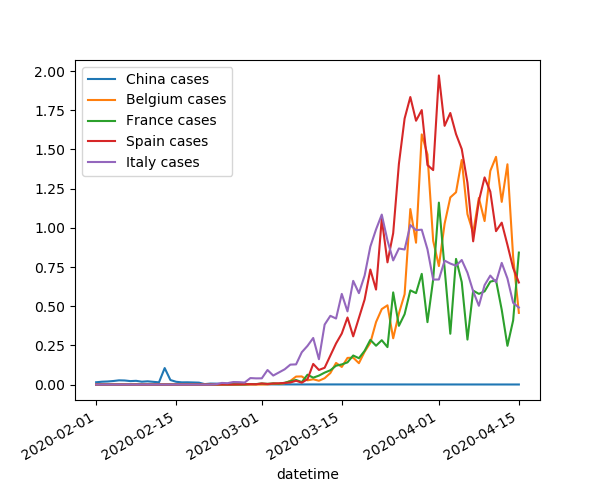 2.00
1.75
1.50
1.25
1.00
0.75
0.50
0.25
0.00
China cases
Belgium cases
France cases
Spain cases
Italy cases
2020-02-01
2020-02-15
2020-03-01
2020-03-15
2020-04-01
2020-04-15
datetime